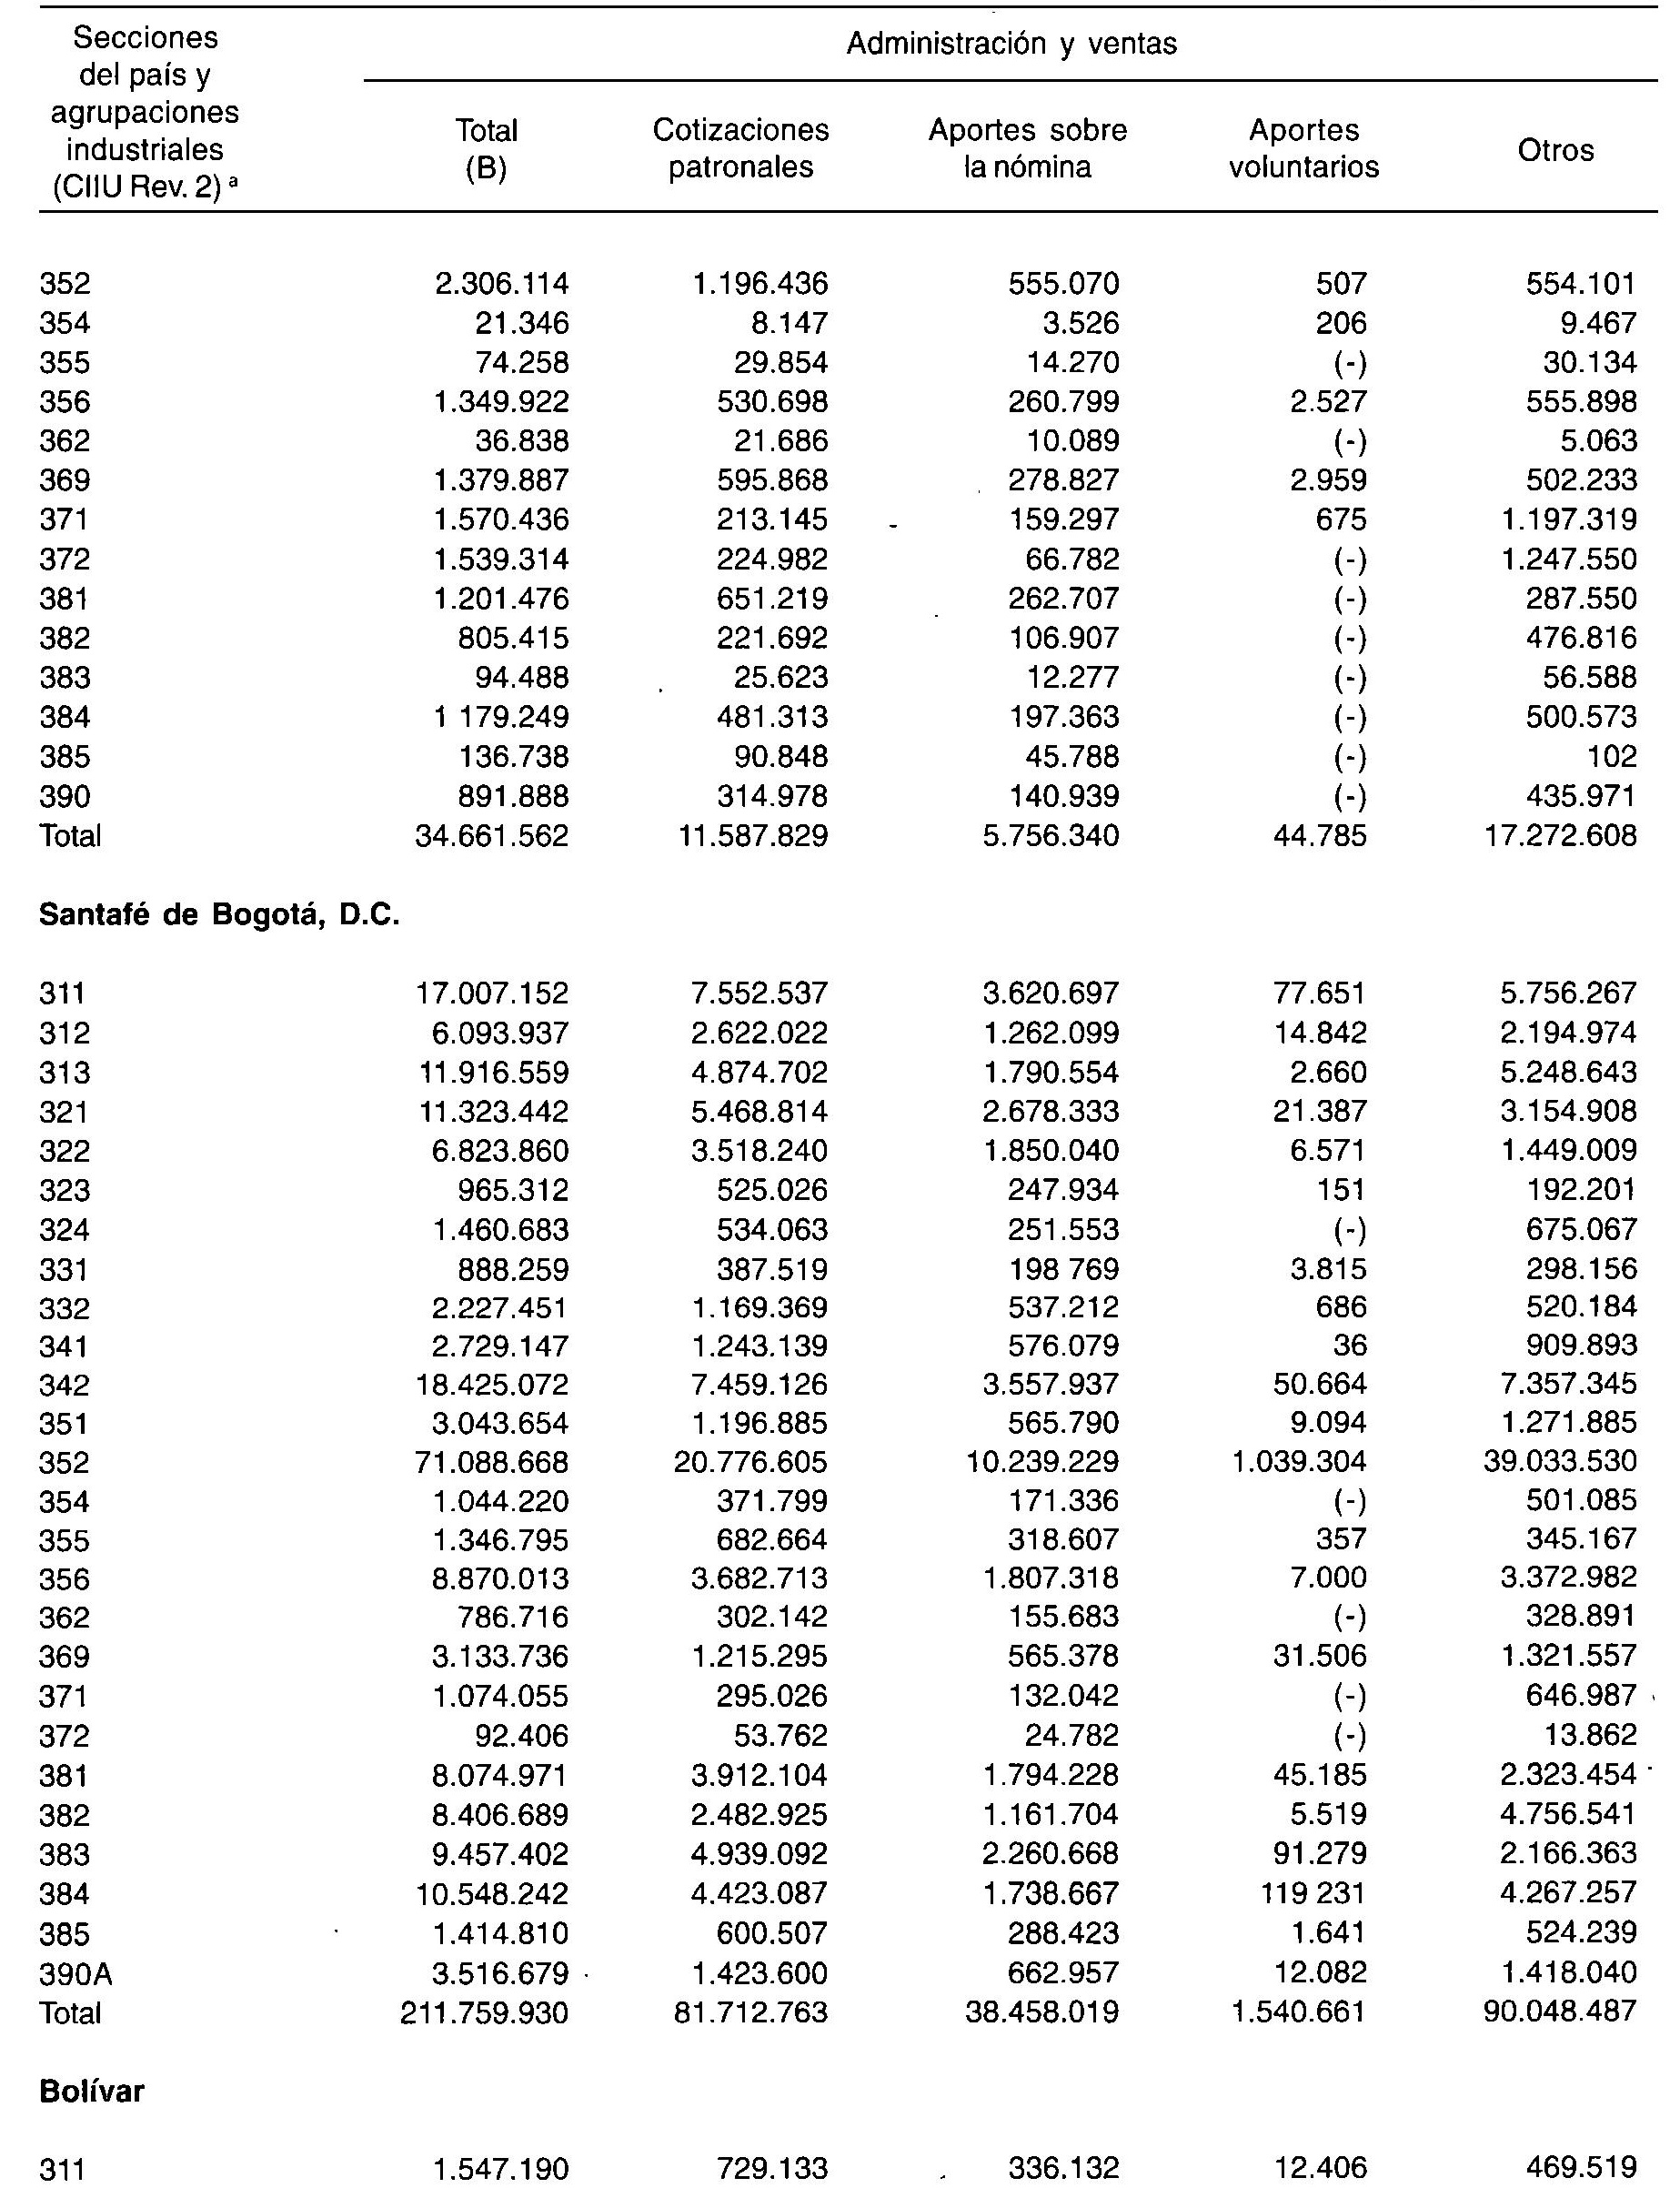 Secciones
del país y
agrupaciones
industriales
(CIIU Rev. 2) a
Administración y ventas
Total
(B)
Cotizaciones
patronales
Aportes sobre
la nómina
Aportes
voluntarios
Otros
352 2.306.114 1.196.436 555.070 507 554.101
354 21.346 8.147 3.526 206 9.467
355 74.258 29.854 14.270 (-) 30.134
356 1.349.922 530.698 260.799 2.527 555.898
362 36.838 21.686 10.089 (-) 5.063
369 1.379.887 595.868 278.827 2.959 502.233
371 1.570.436 213.145 159.297 675 1.197.319
372 1.539.314 224.982 66.782 (-) 1.247.550
381 1.201.476 651.219 262.707 (-) 287.550
382 805.415 221.692 106.907 (-) 476.816
383 94.488 25.623 12.277 (-) 56.588
384 1 179.249 481.313 197.363 (-) 500.573
385 136.738 90.848 45.788 (-) 102
390 891.888 314.978 140.939 (-) 435.971
Total 34.661.562 11.587.829 5.756.340 44.785 17.272.608
Santafé de Bogotá, D.C.
311 17.007.152 7.552.537 3.620.697 77.651 5.756.267
312 6.093.937 2.622.022 1.262.099 14.842 2.194.974
313 11.916.559 4.874.702 1.790.554 2.660 5.248.643
321 11.323.442 5.468.814 2.678.333 21.387 3.154.908
322 6.823.860 3.518.240 1.850.040 6.571 1.449.009
323 965.312 525.026 247.934 151 192.201
324 1.460.683 534.063 251.553 (-) 675.067
331 888.259 387.519 198 769 3.815 298.156
332 2.227.451 1.169.369 537.212 686 520.184
341 2.729.147 1.243.139 576.079 36 909.893
342 18.425.072 7.459.126 3.557.937 50.664 7.357.345
351 3.043.654 1.196.885 565.790 9.094 1.271.885
352 71.088.668 20.776.605 10.239.229 1.039.304 39.033.530
354 1.044.220 371.799 171.336 (-) 501.085
355 1.346.795 682.664 318.607 357 345.167
356 8.870.013 3.682.713 1.807.318 7.000 3.372.982
362 786.716 302.142 155.683 (-) 328.891
369 3.133.736 1.215.295 565.378 31.506 1.321.557
371 1.074.055 295.026 132.042 (-) 646.987
372 92.406 53.762 24.782 (-) 13.862
381 8.074.971 3.912.104 1.794.228 45.185 2.323.454
382 8.406.689 2.482.925 1.161.704 5.519 4.756.541
383 9.457.402 4.939.092 2.260.668 91.279 2.166.363
384 10.548.242 4.423.087 1.738.667 119 231 4.267.257
385 1.414.810 600.507 288.423 1.641 524.239
390A 3.516.679 1.423.600 662.957 12.082 1.418.040
Total 211.759.930 81.712.763 38.458.019 1.540.661 90.048.487
Bolívar
311 1.547.190 729.133 336.132 12.406 469.519